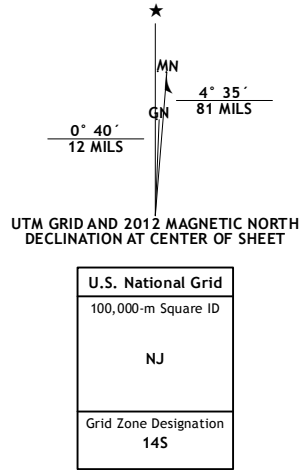 ★
MN
GN
4° 35´
81 MILS
0° 40´
12 MILS
UTM GRID AND 2012 MAGNETIC NORTH
DECLINATION AT CENTER OF SHEET
U.S. National Grid
100,000-m Square ID
NJ
Grid Zone Designation
14S